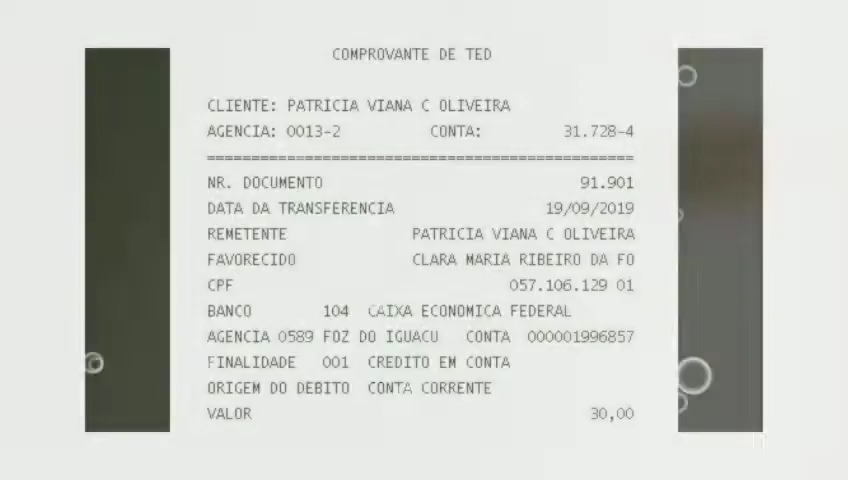 COMPROVANTE DE TED
CLIENTE: PATRICIA VIANA C OLIVEIRA
AGENCIA: 0013-2 CONTA: 31.728-4
================================================
NR. DOCUMENTO 91.901
DATA DA TRANSFERENCIA 19/09/2019
REMETENTE PATRICIA VIANA C OLIVEIRA
FAVORECIDO CLARA MARIA RIBEIRO DA FO
CPF 057.106.129 01
BANCO 104 CAIXA ECONOMICA FEDERAL
AGENCIA 0589 FOZ DO IGUACU CONTA 000001996857
FINALIDADE 001 CREDITO EM CONTA
ORIGEM DO DEBITO CONTA CORRENTE
VALOR 30,00